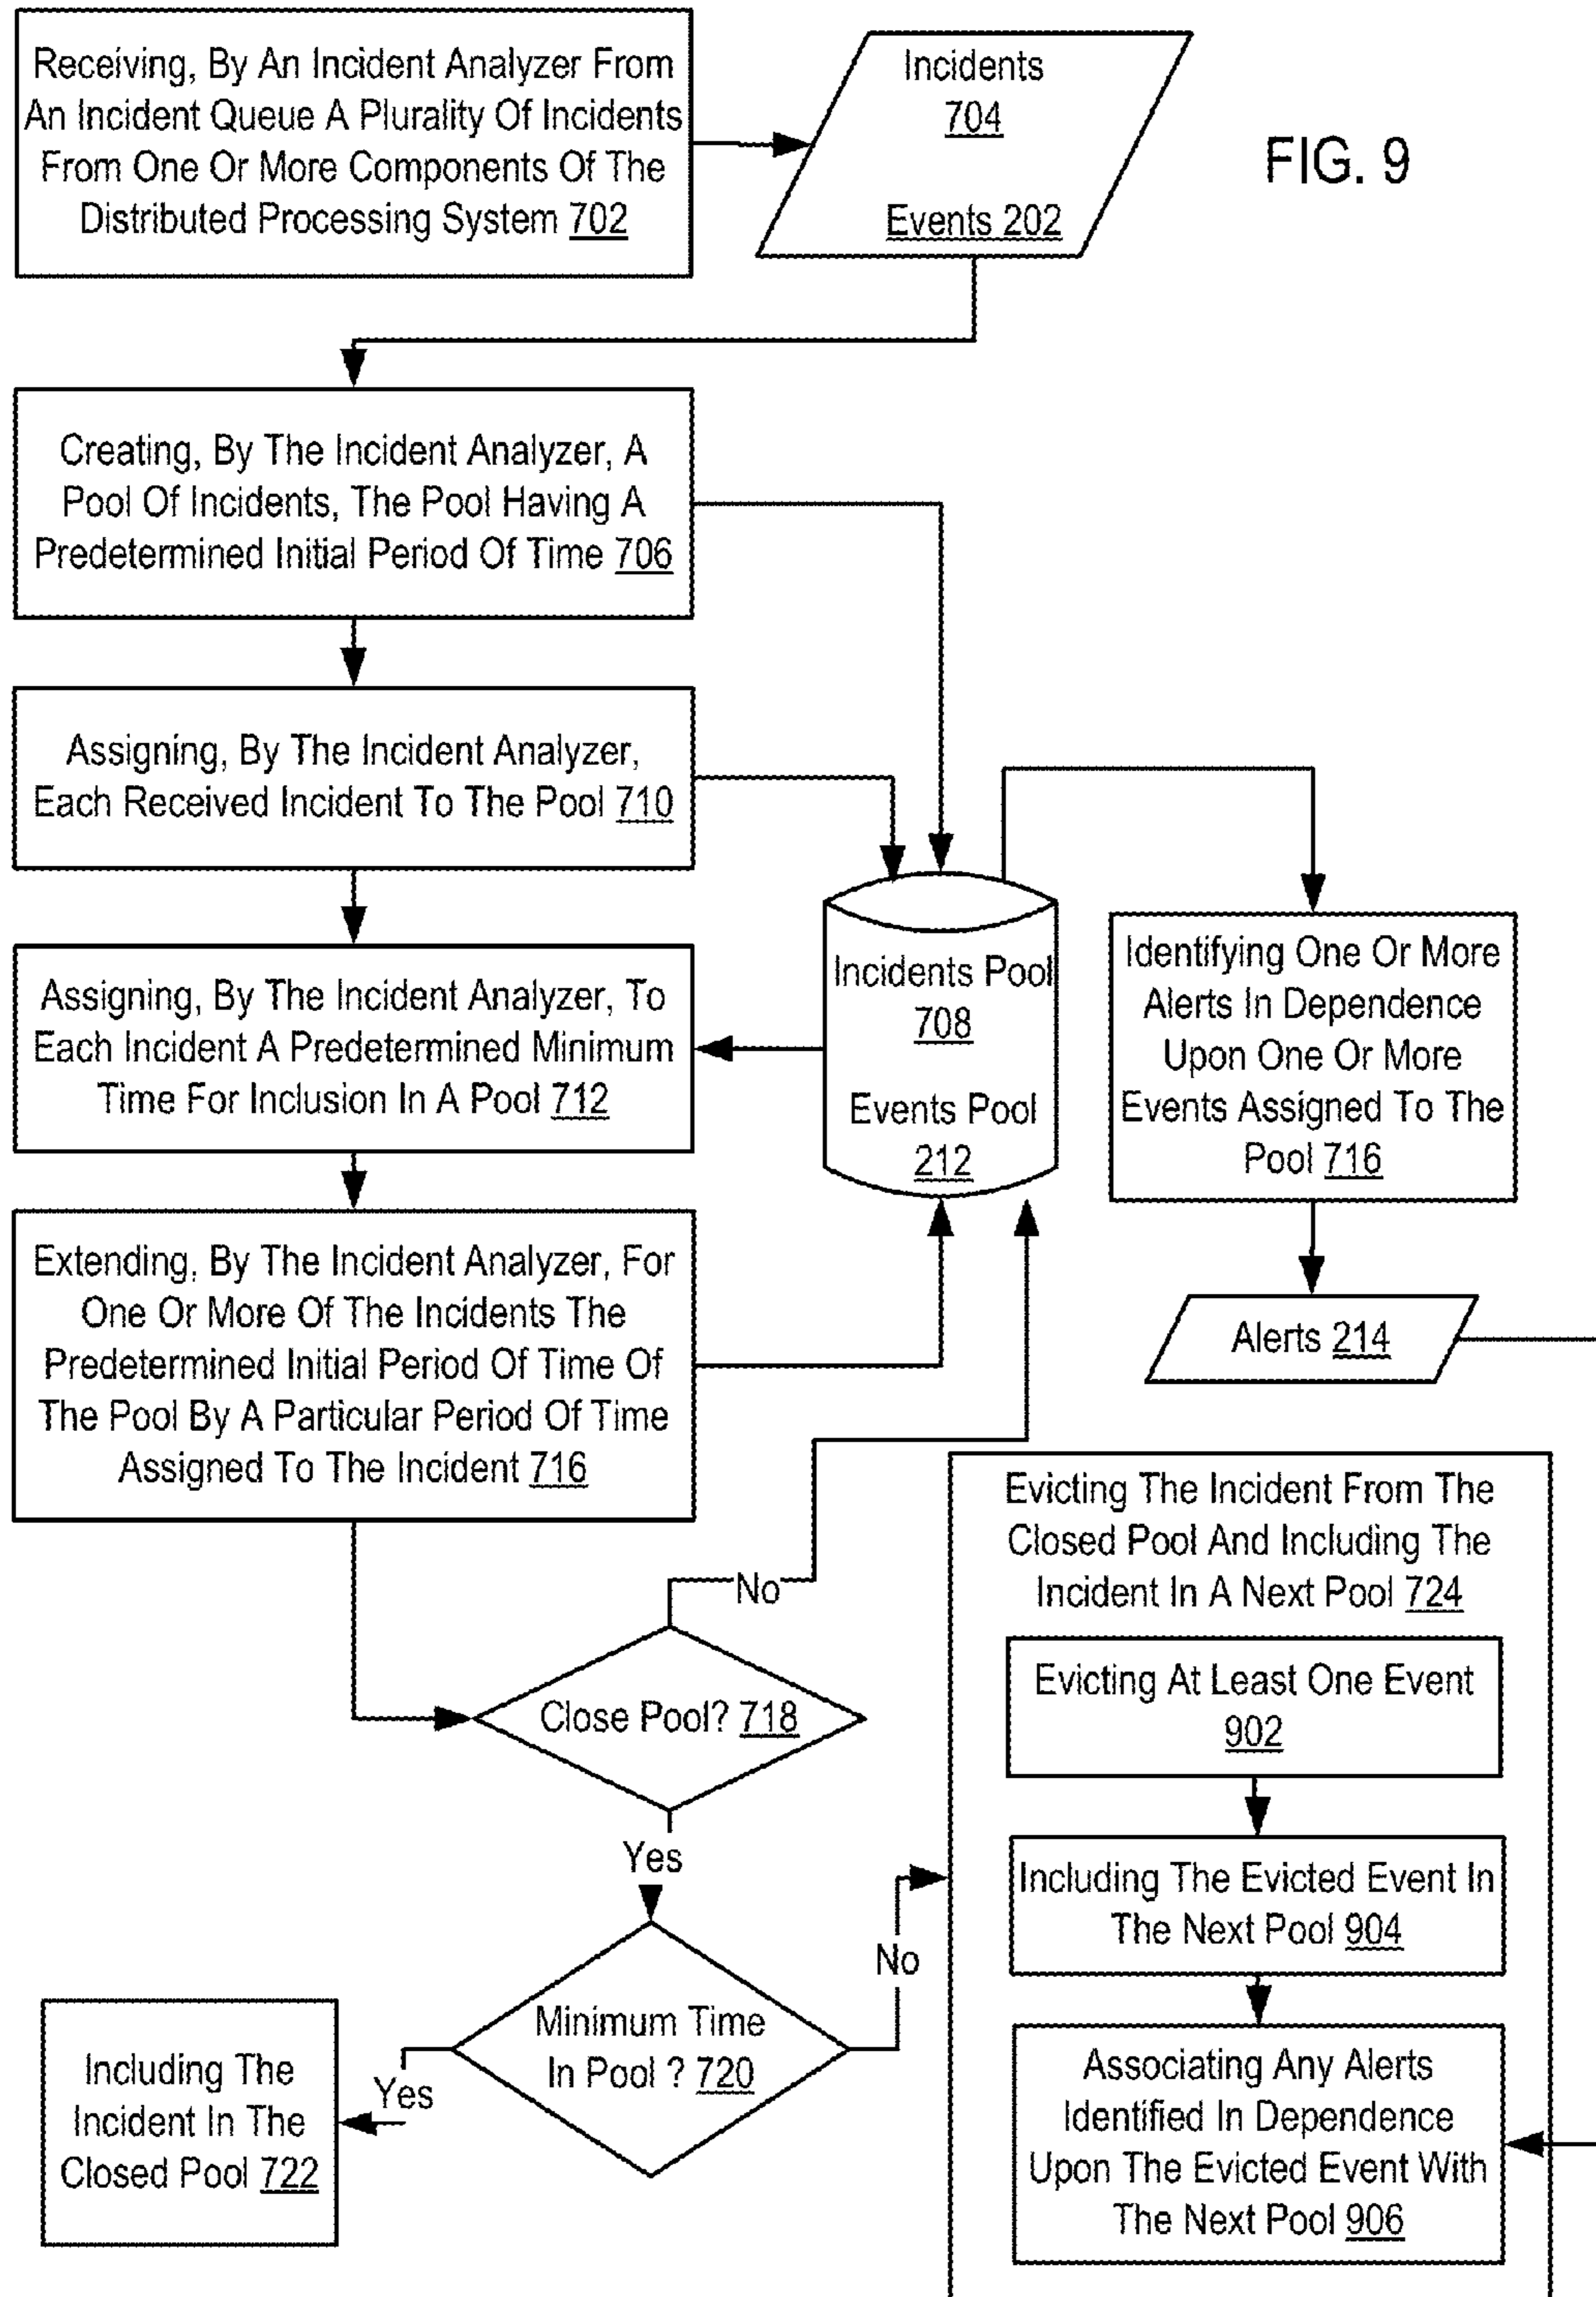 Receiving, By An Incident Analyzer From
An Incident Queue A Plurality Of Incidents
From One Or More Components Of The
Distributed Processing System 702
Incidents
704
Events 202
FIG. 9
Creating, By The Incident Analyzer, A
Pool Of Incidents, The Pool Having A
Predetermined Initial Period Of Time 706
Assigning, By The Incident Analyzer,
Each Received Incident To The Pool 710
Assigning, By The Incident Analyzer, To
Each Incident A Predetermined Minimum
Time For Inclusion In A Pool 712
Incidents Pool
708
Events Pool
212
Identifying One Or More
Alerts In Dependence
Upon One Or More
Events Assigned To The
Pool 716
Extending, By The Incident Analyzer, For
One Or More Of The Incidents The
Predetermined Initial Period Of Time Of
The Pool By A Particular Period Of Time
Assigned To The Incident 716
Alerts 214
No
Close Pool? 718
Yes
Minimum Time
In Pool ? 720
Yes
No
Including The
Incident In The
Closed Pool 722
Evicting The Incident From The
Closed Pool And Including The
Incident In A Next Pool 724
Evicting At Least One Event
902
Including The Evicted Event In
The Next Pool 904
Associating Any Alerts
Identified In Dependence
Upon The Evicted Event With
The Next Pool 906